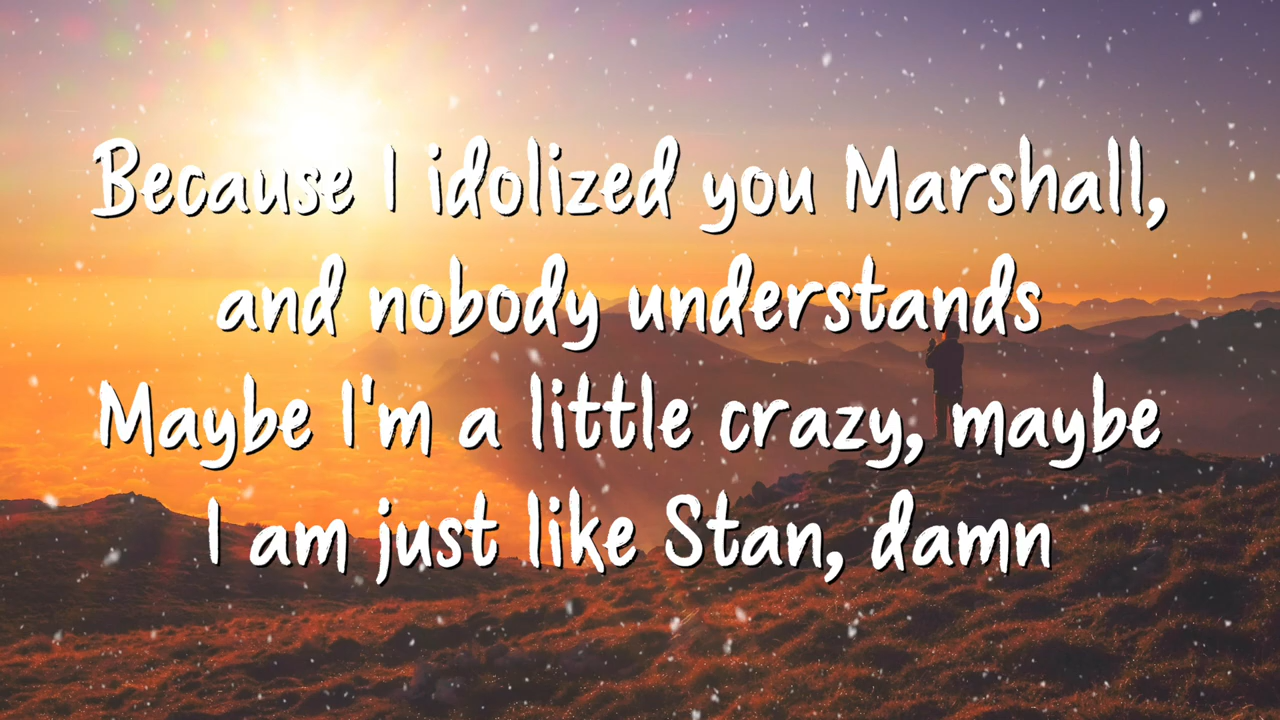 Because I idolized you Marshall,
and nobody understands
Maybe I'm a little crazy, maybe
I am just like Stan, damn